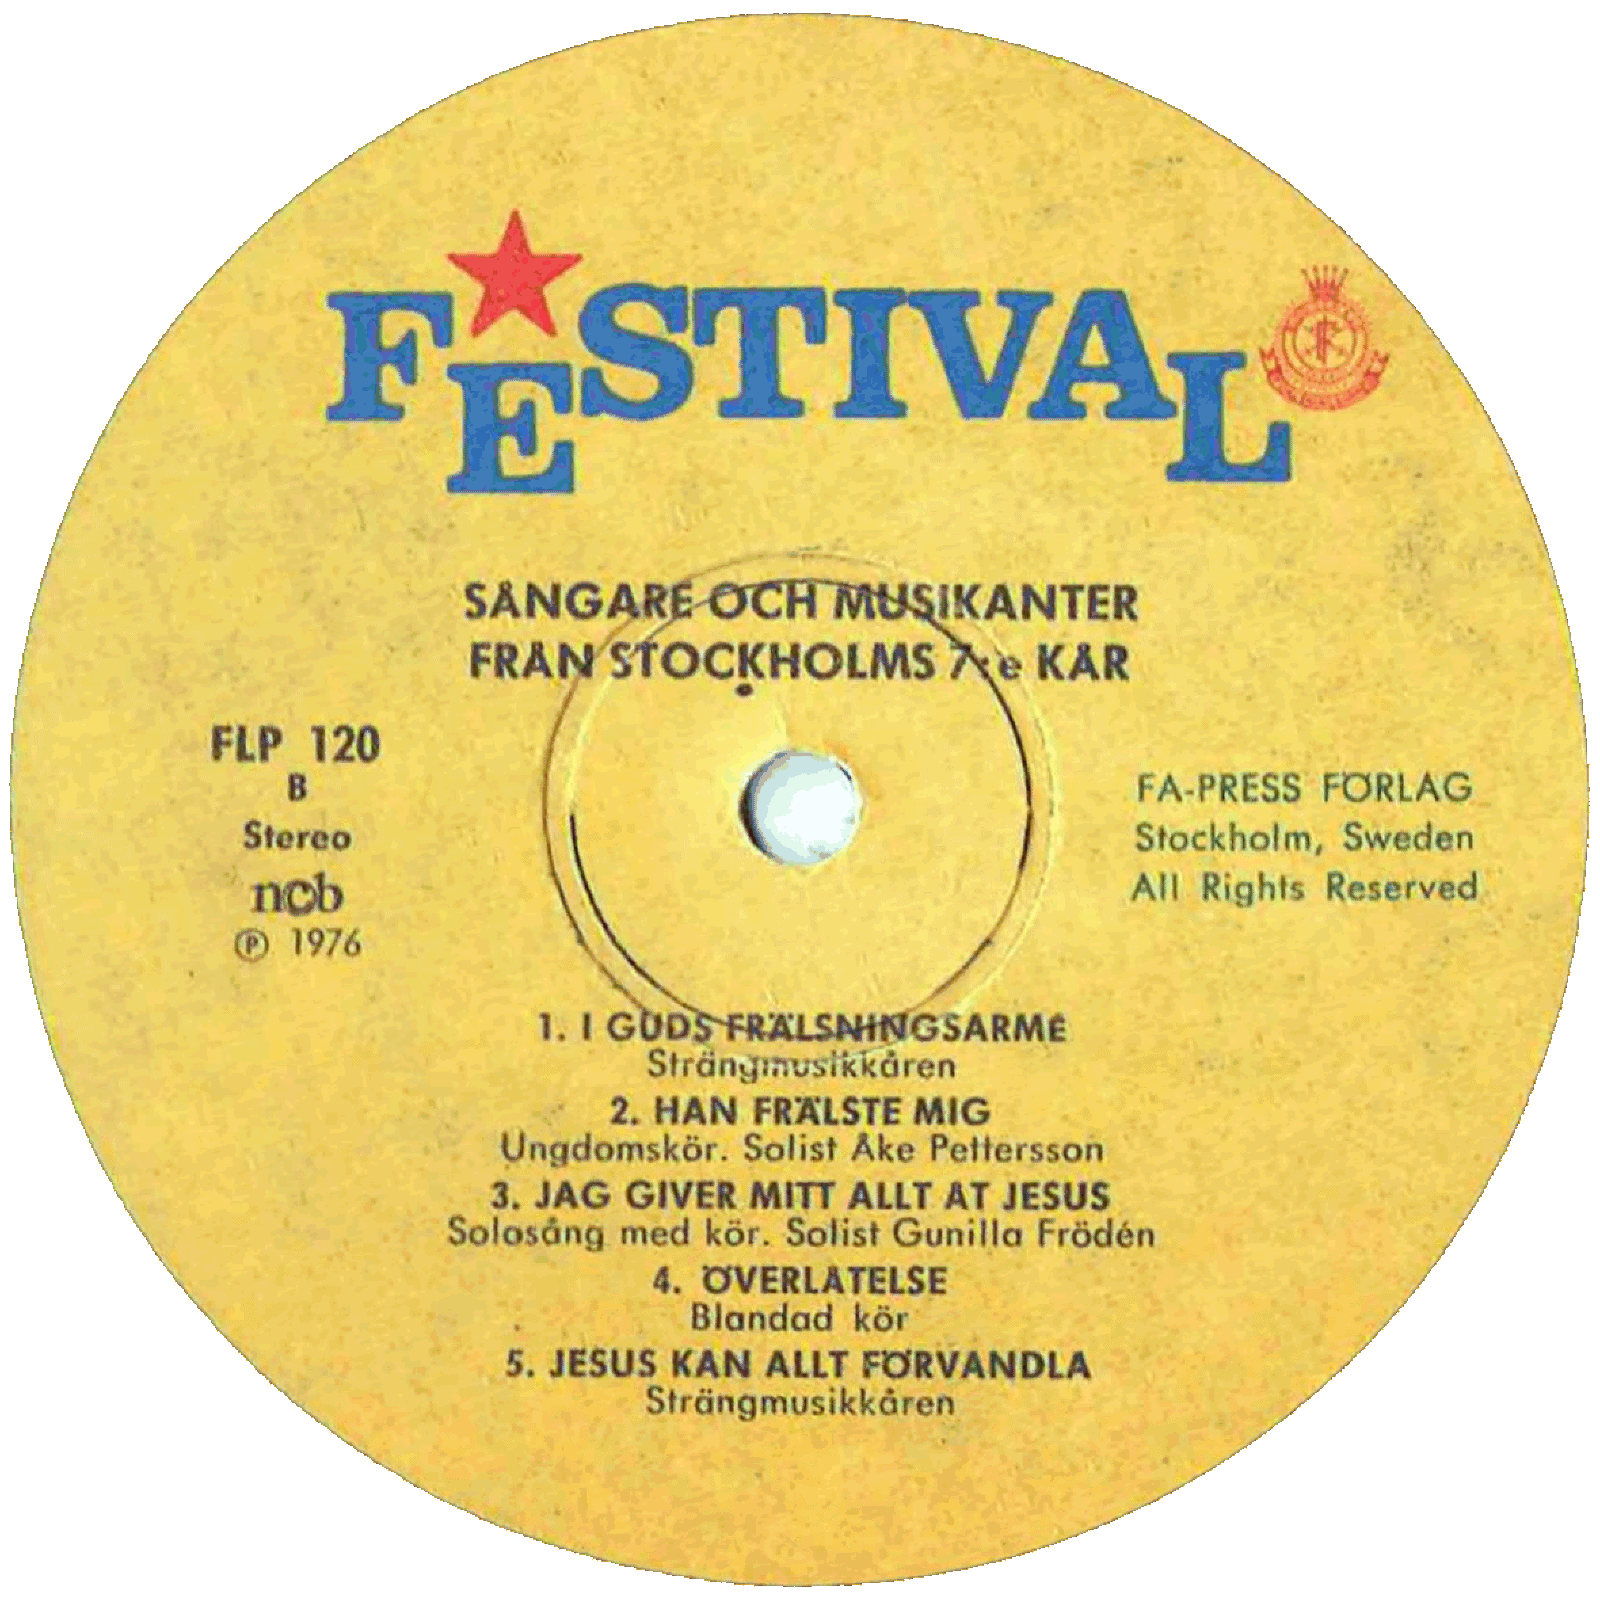 FESTIVAL
SÅNGARE OCH MUSIKANTER
FRÅN STOCKHOLMS 7:e KÅR
FLP 120
B
Stereo
ncb
Ⓟ 1976
FA-PRESS FÖRLAG
Stockholm, Sweden
All Rights Reserved
1. I GUDS FRÄLSNINGSARMÉ
Strängmusikkåren
2. HAN FRÄLSTE MIG
Ungdomskör. Solist Åke Pettersson
3. JAG GIVER MITT ALLT ÅT JESUS
Solosång med kör. Solist Gunilla Frödén
4. ÖVERLÅTELSE
Blandad kör
5. JESUS KAN ALLT FÖRVANDLA
Strängmusikkåren